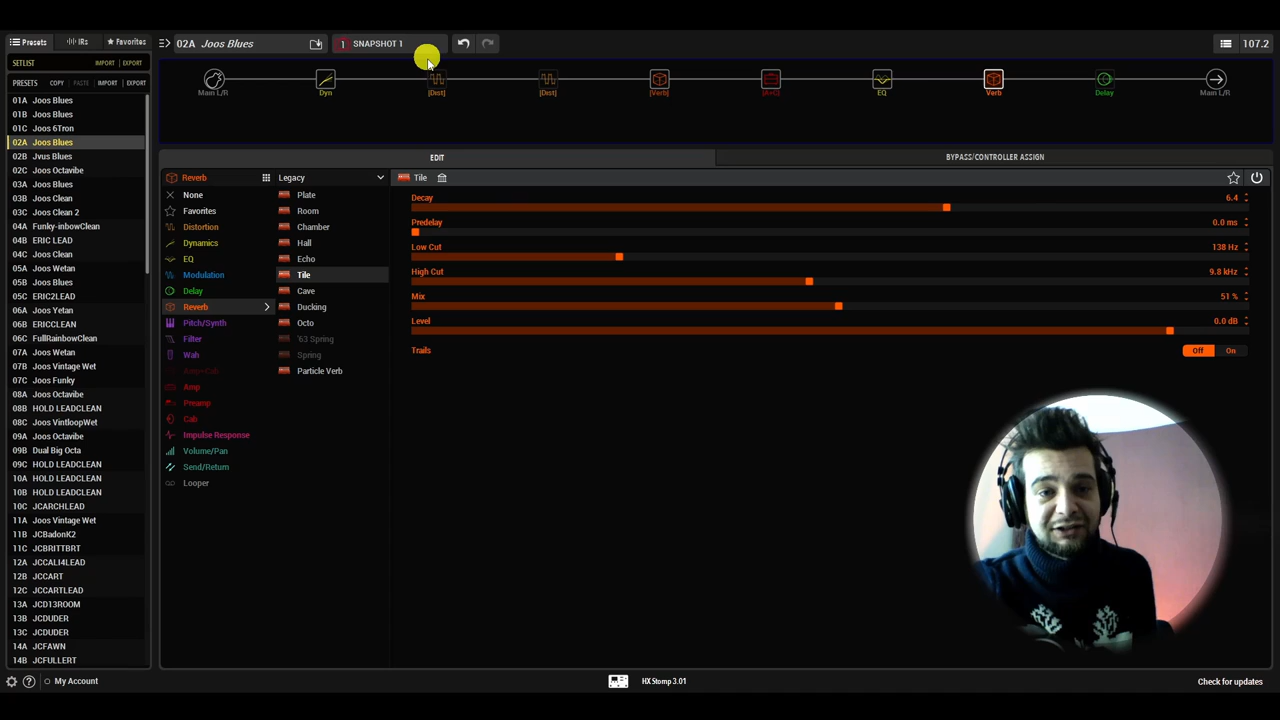 Presets
IRs
Favorites
02A Joos Blues
1 SNAPSHOT 1
107.2
SETLIST
IMPORT
EXPORT
PRESETS
COPY
PASTE
IMPORT
EXPORT
Main L/R
Dyn
|Dist|
|Dist|
|Verb|
|A+C|
EQ
Verb
Delay
Main L/R
01A Joos Blues
01B Joos Blues
01C Joos 6Tron
02A Joos Blues
02B Jvus Blues
02C Joos Octavibe
03A Joos Blues
03B Joos Clean
03C Joos Clean 2
04A Funky-inbowClean
04B ERIC LEAD
04C Joos Clean
05A Joos Wetan
05B Joos Blues
05C ERIC2LEAD
06A Joos Yetan
06B ERICCLEAN
06C FullRainbowClean
07A Joos Wetan
07B Joos Vintage Wet
07C Joos Funky
08A Joos Octavibe
08B HOLD LEADCLEAN
08C Joos VintloopWet
09A Joos Octavibe
09B Dual Big Octa
09C HOLD LEADCLEAN
10A HOLD LEADCLEAN
10B HOLD LEADCLEAN
10C JCARCHLEAD
11A Joos Vintage Wet
11B JCBadonK2
11C JCBRITTBRT
12A JCCALI4LEAD
12B JCCART
12C JCCARTLEAD
13A JCD13ROOM
13B JCDUDER
13C JCDUDER
14A JCFAWN
14B JCFULLERT
EDIT
BYPASS/CONTROLLER ASSIGN
Reverb
None
Favorites
Distortion
Dynamics
EQ
Modulation
Delay
Reverb
Pitch/Synth
Filter
Wah
Amp+Cab
Amp
Preamp
Cab
Impulse Response
Volume/Pan
Send/Return
Looper
Legacy
Plate
Room
Chamber
Hall
Echo
Tile
Cave
Ducking
Octo
'63 Spring
Spring
Particle Verb
Tile
Decay 6.4
Predelay 0.0 ms
Low Cut 138 Hz
High Cut 9.8 kHz
Mix 51 %
Level 0.0 dB
Trails Off On
My Account
HX Stomp 3.01
Check for updates